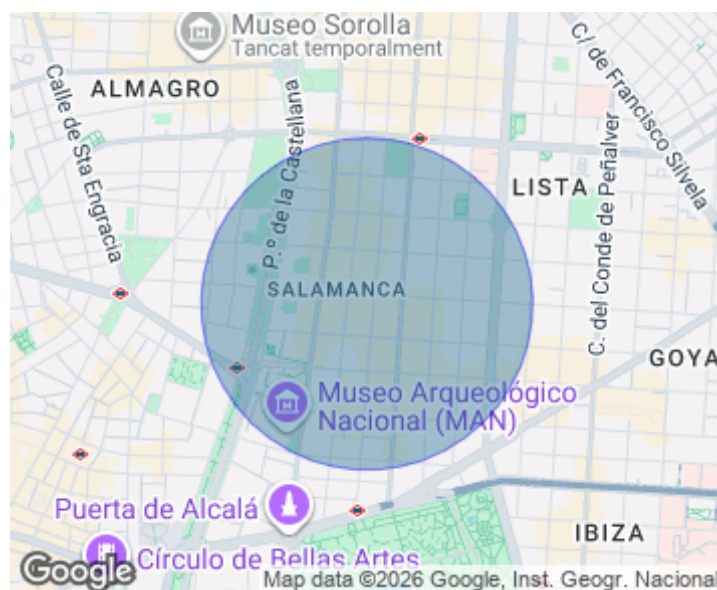 Museo Sorolla
Tancat temporalment
ALMAGRO
Calle de Sta Engracia
P.º de la Castellana
C/ de Francisco Silvela
LISTA
C. del Conde de Peñalver
SALAMANCA
GOYA
Museo Arqueológico
Nacional (MAN)
Puerta de Alcalá
IBIZA
Círculo de Bellas Artes
Google
Map data ©2026 Google, Inst. Geogr. Nacional